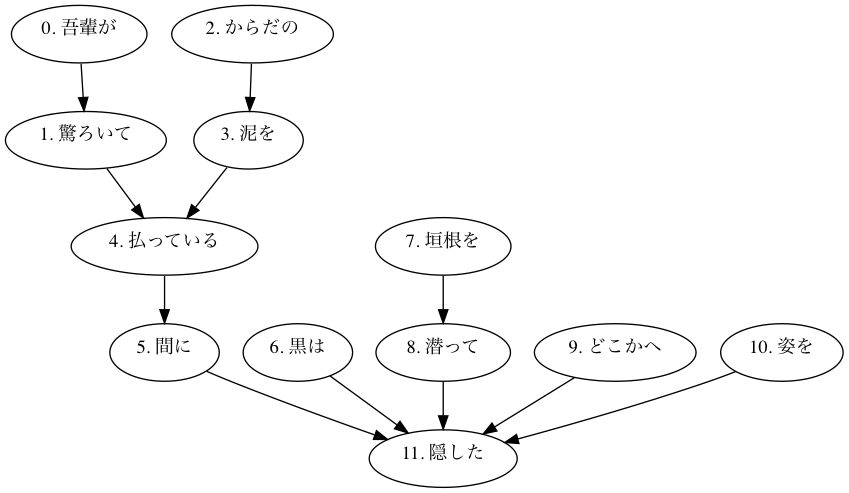 0. 吾輩が
2. からだの
1. 驚ろいて
3. 泥を
4. 払っている
7. 垣根を
5. 間に
6. 黒は
8. 潜って
9. どこかへ
10. 姿を
11. 隠した